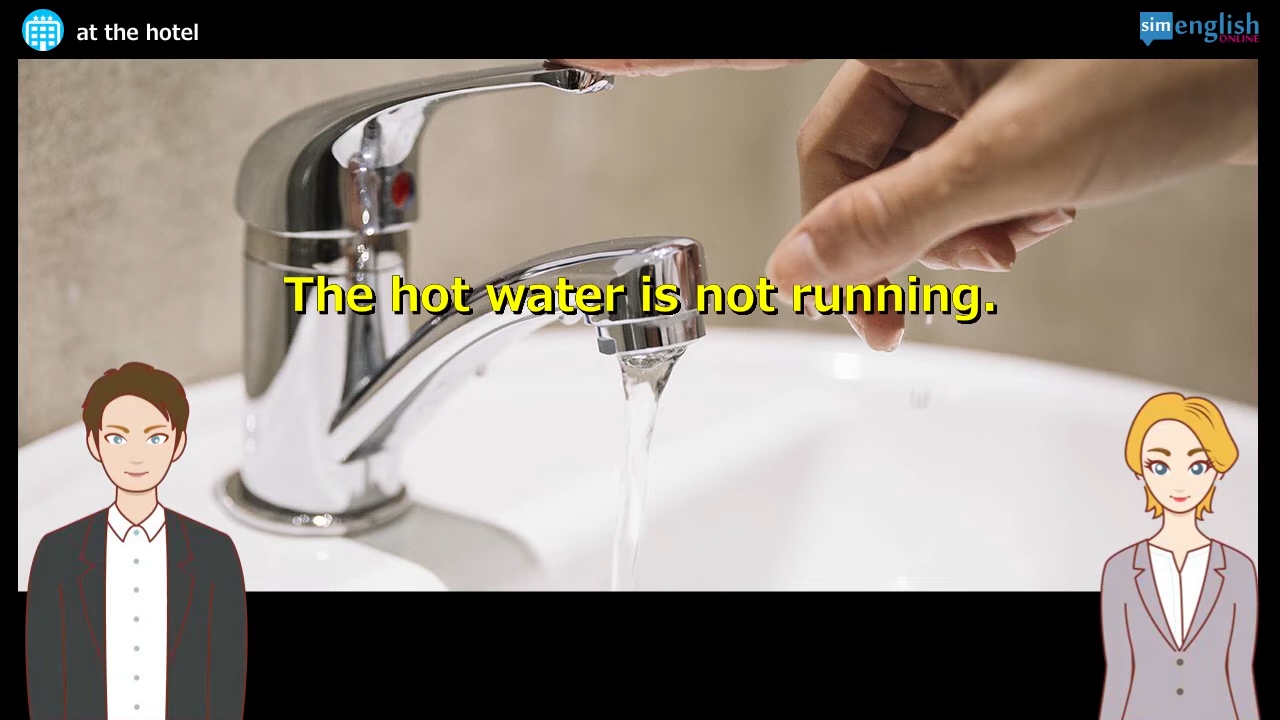 at the hotel
simenglish
ONLINE
The hot water is not running.